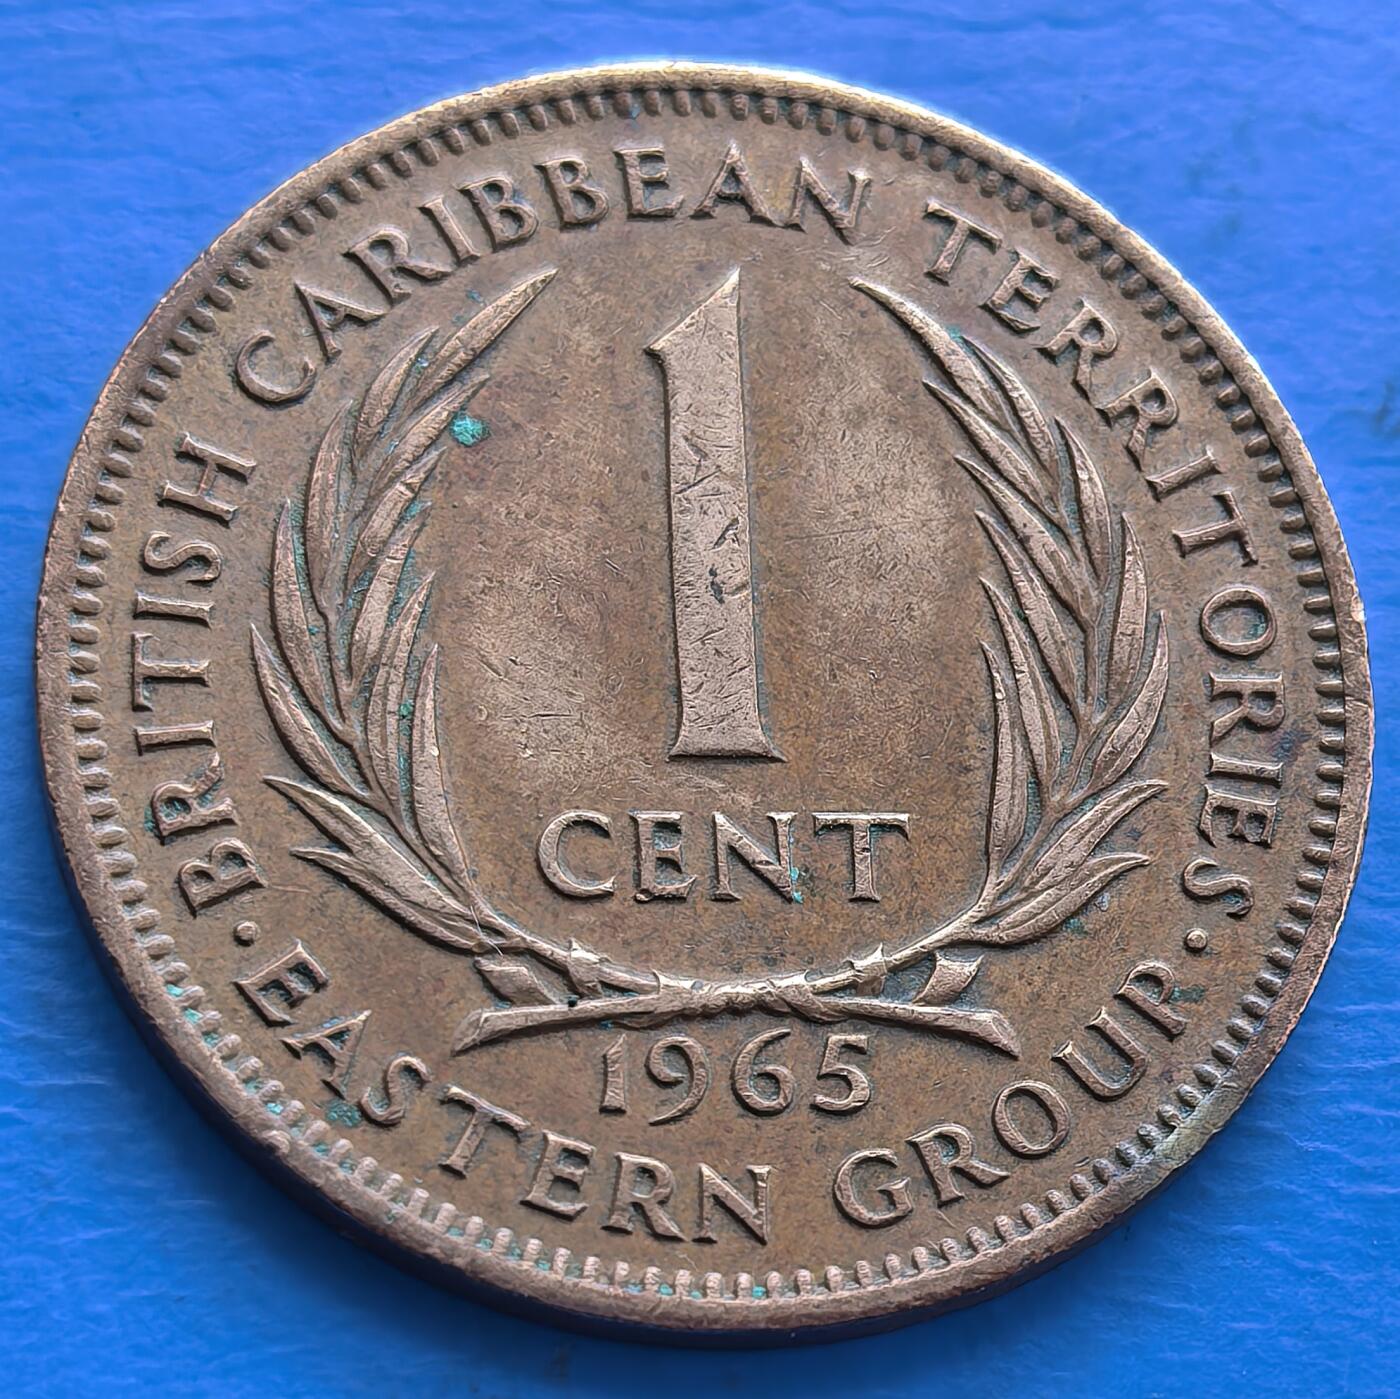 BRITISH CARIBBEAN TERRITORIES
1
CENT
1965
· EASTERN GROUP ·